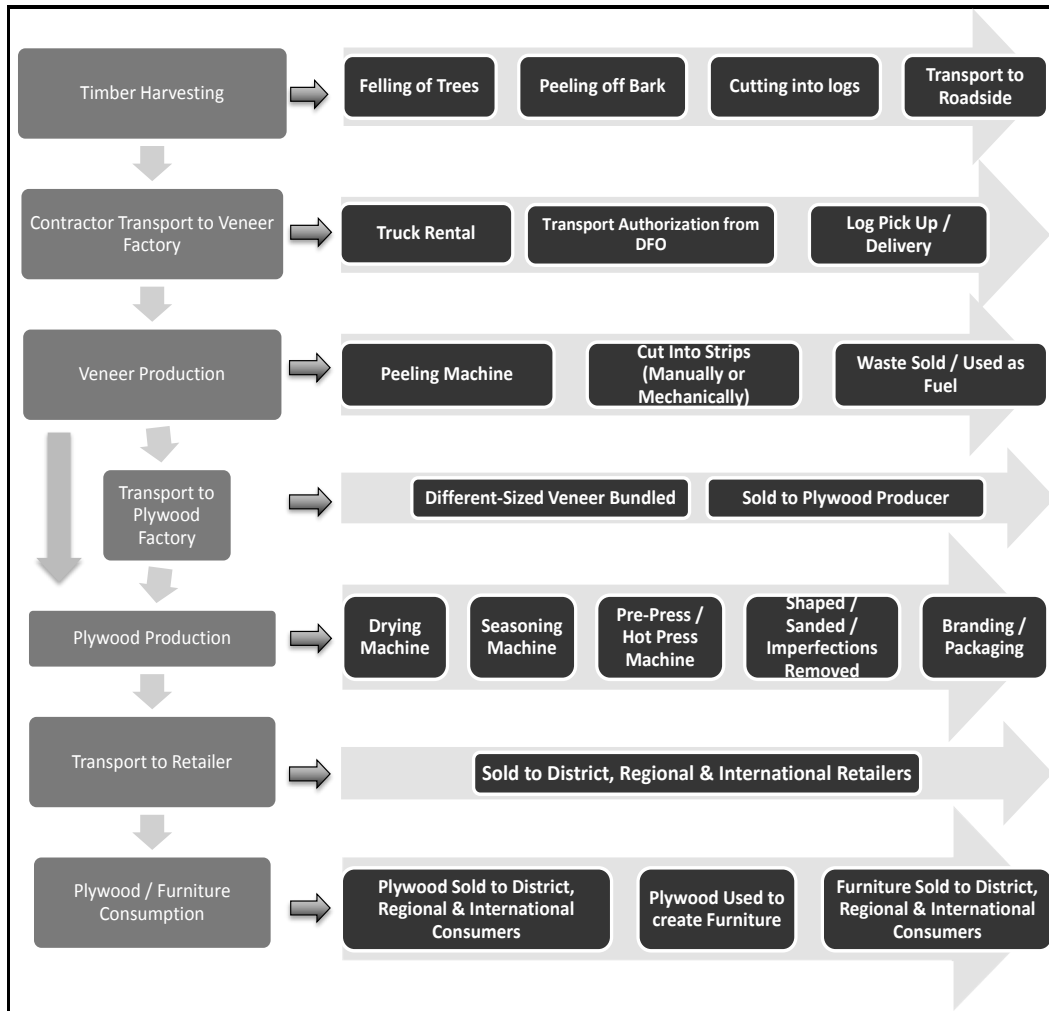 Timber Harvesting
Felling of Trees
Peeling off Bark
Cutting into logs
Transport to
Roadside
Contractor Transport to Veneer
Factory
Truck Rental
Transport Authorization from
DFO
Log Pick Up /
Delivery
Veneer Production
Peeling Machine
Cut Into Strips
(Manually or
Mechanically)
Waste Sold / Used as
Fuel
Transport to
Plywood
Factory
Different-Sized Veneer Bundled
Sold to Plywood Producer
Plywood Production
Drying
Machine
Seasoning
Machine
Pre-Press /
Hot Press
Machine
Shaped /
Sanded /
Imperfections
Removed
Branding /
Packaging
Transport to Retailer
Sold to District, Regional & International Retailers
Plywood / Furniture
Consumption
Plywood Sold to District,
Regional & International
Consumers
Plywood Used to
create Furniture
Furniture Sold to District,
Regional & International
Consumers